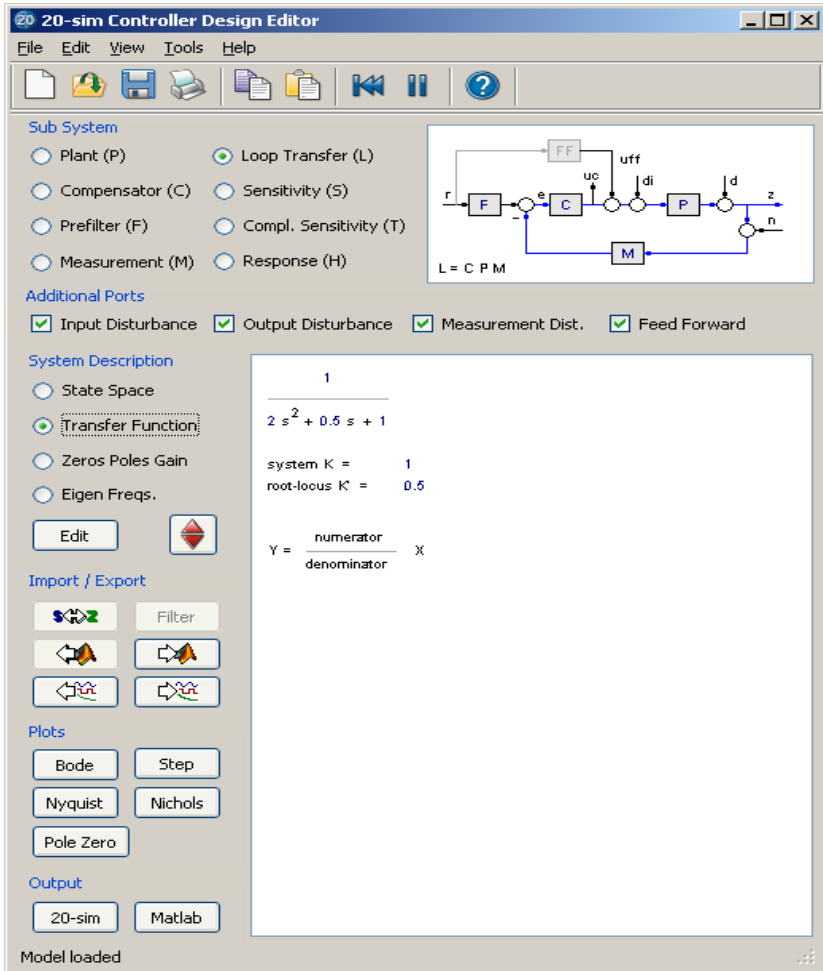 20 20-sim Controller Design Editor
File Edit View Tools Help
Sub System
Plant (P)
Loop Transfer (L)
Compensator (C)
Sensitivity (S)
Prefilter (F)
Compl. Sensitivity (T)
Measurement (M)
Response (H)
FF
uff
uc
di
d
r
F
e
C
P
z
n
-
M
L = C P M
Additional Ports
Input Disturbance
Output Disturbance
Measurement Dist.
Feed Forward
System Description
State Space
Transfer Function
Zeros Poles Gain
Eigen Freqs.
Edit
1
2 s² + 0.5 s + 1
system K = 1
root-locus K' = 0.5
numerator
Y = X
denominator
Import / Export
S Z
Filter
Plots
Bode
Step
Nyquist
Nichols
Pole Zero
Output
20-sim
Matlab
Model loaded